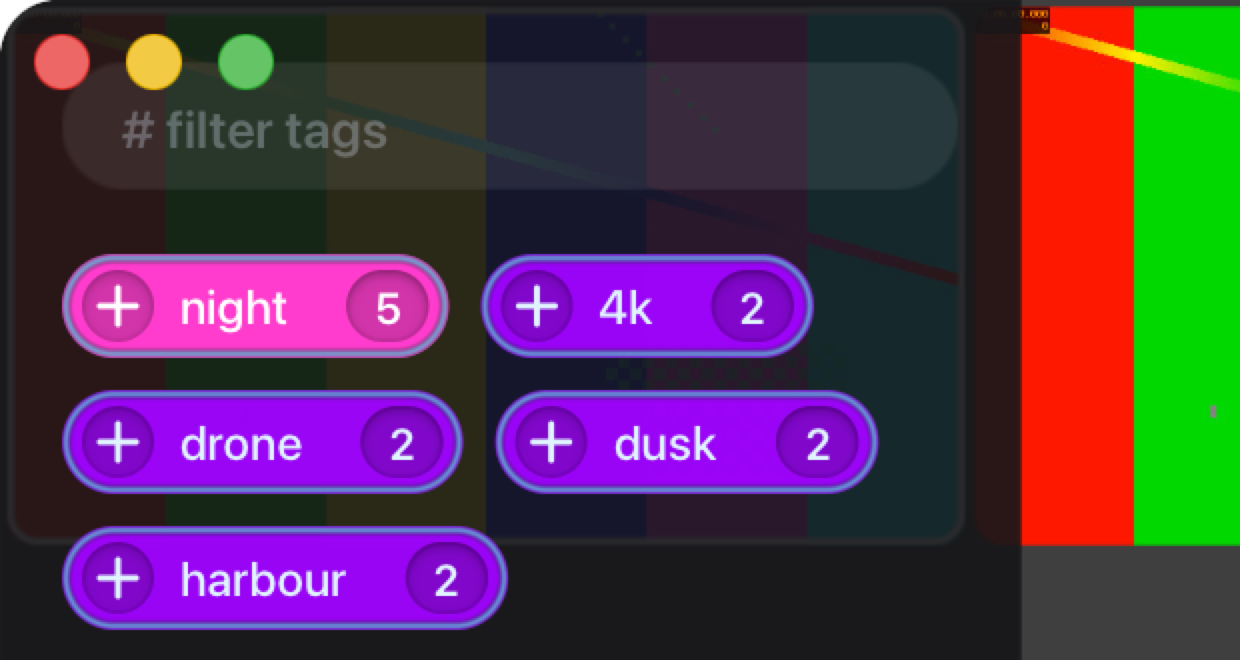 # filter tags
night 5
4k 2
drone 2
dusk 2
harbour 2